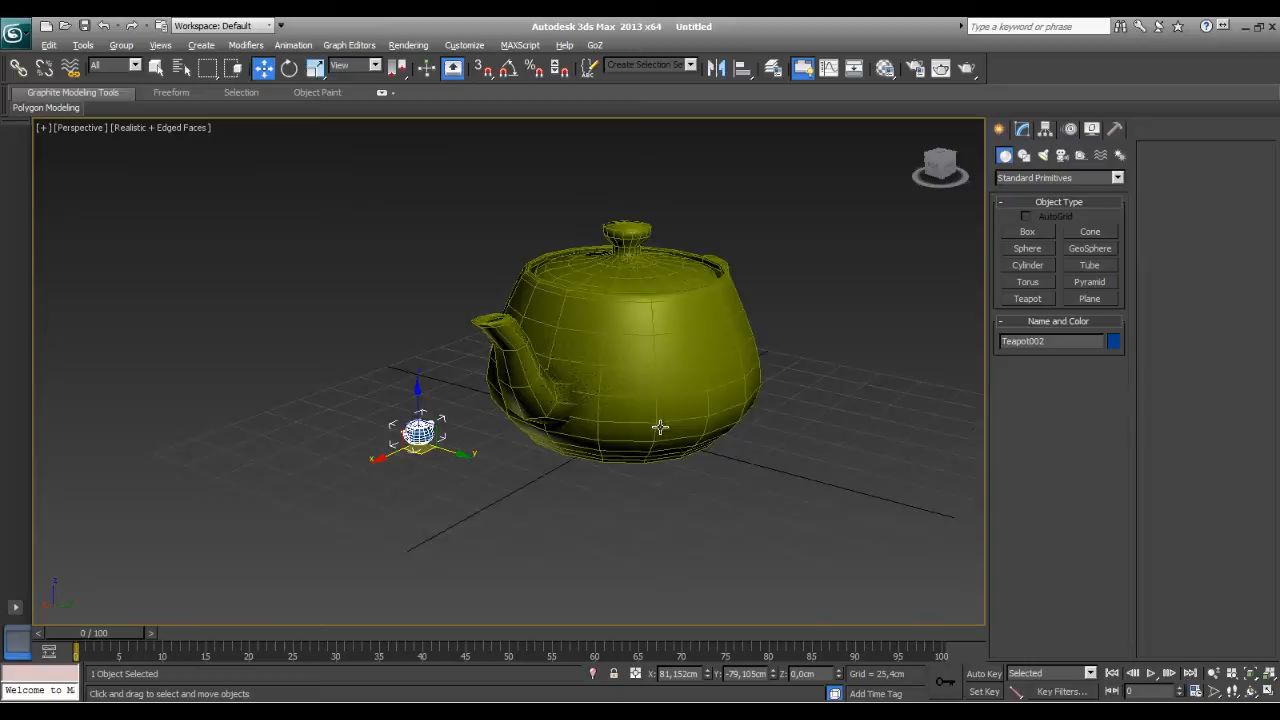 Workspace: Default
Autodesk 3ds Max 2013 x64 Untitled
Type a keyword or phrase
Edit Tools Group Views Create Modifiers Animation Graph Editors Rendering Customize MAXScript Help GoZ
All
View
3
Create Selection Se
Graphite Modeling Tools Freeform Selection Object Paint
Polygon Modeling
[+] [Perspective] [Realistic + Edged Faces]
Standard Primitives
- Object Type
AutoGrid
Box Cone
Sphere GeoSphere
Cylinder Tube
Torus Pyramid
Teapot Plane
- Name and Color
Teapot002
x
y
z
< 0 / 100 >
0 5 10 15 20 25 30 35 40 45 50 55 60 65 70 75 80 85 90 95 100
1 Object Selected
X: 81,152cm Y: -79,105cm Z: 0,0cm
Grid = 25,4cm
Auto Key
Selected
Welcome to M
Click and drag to select and move objects
Add Time Tag
Set Key
Key Filters...
0